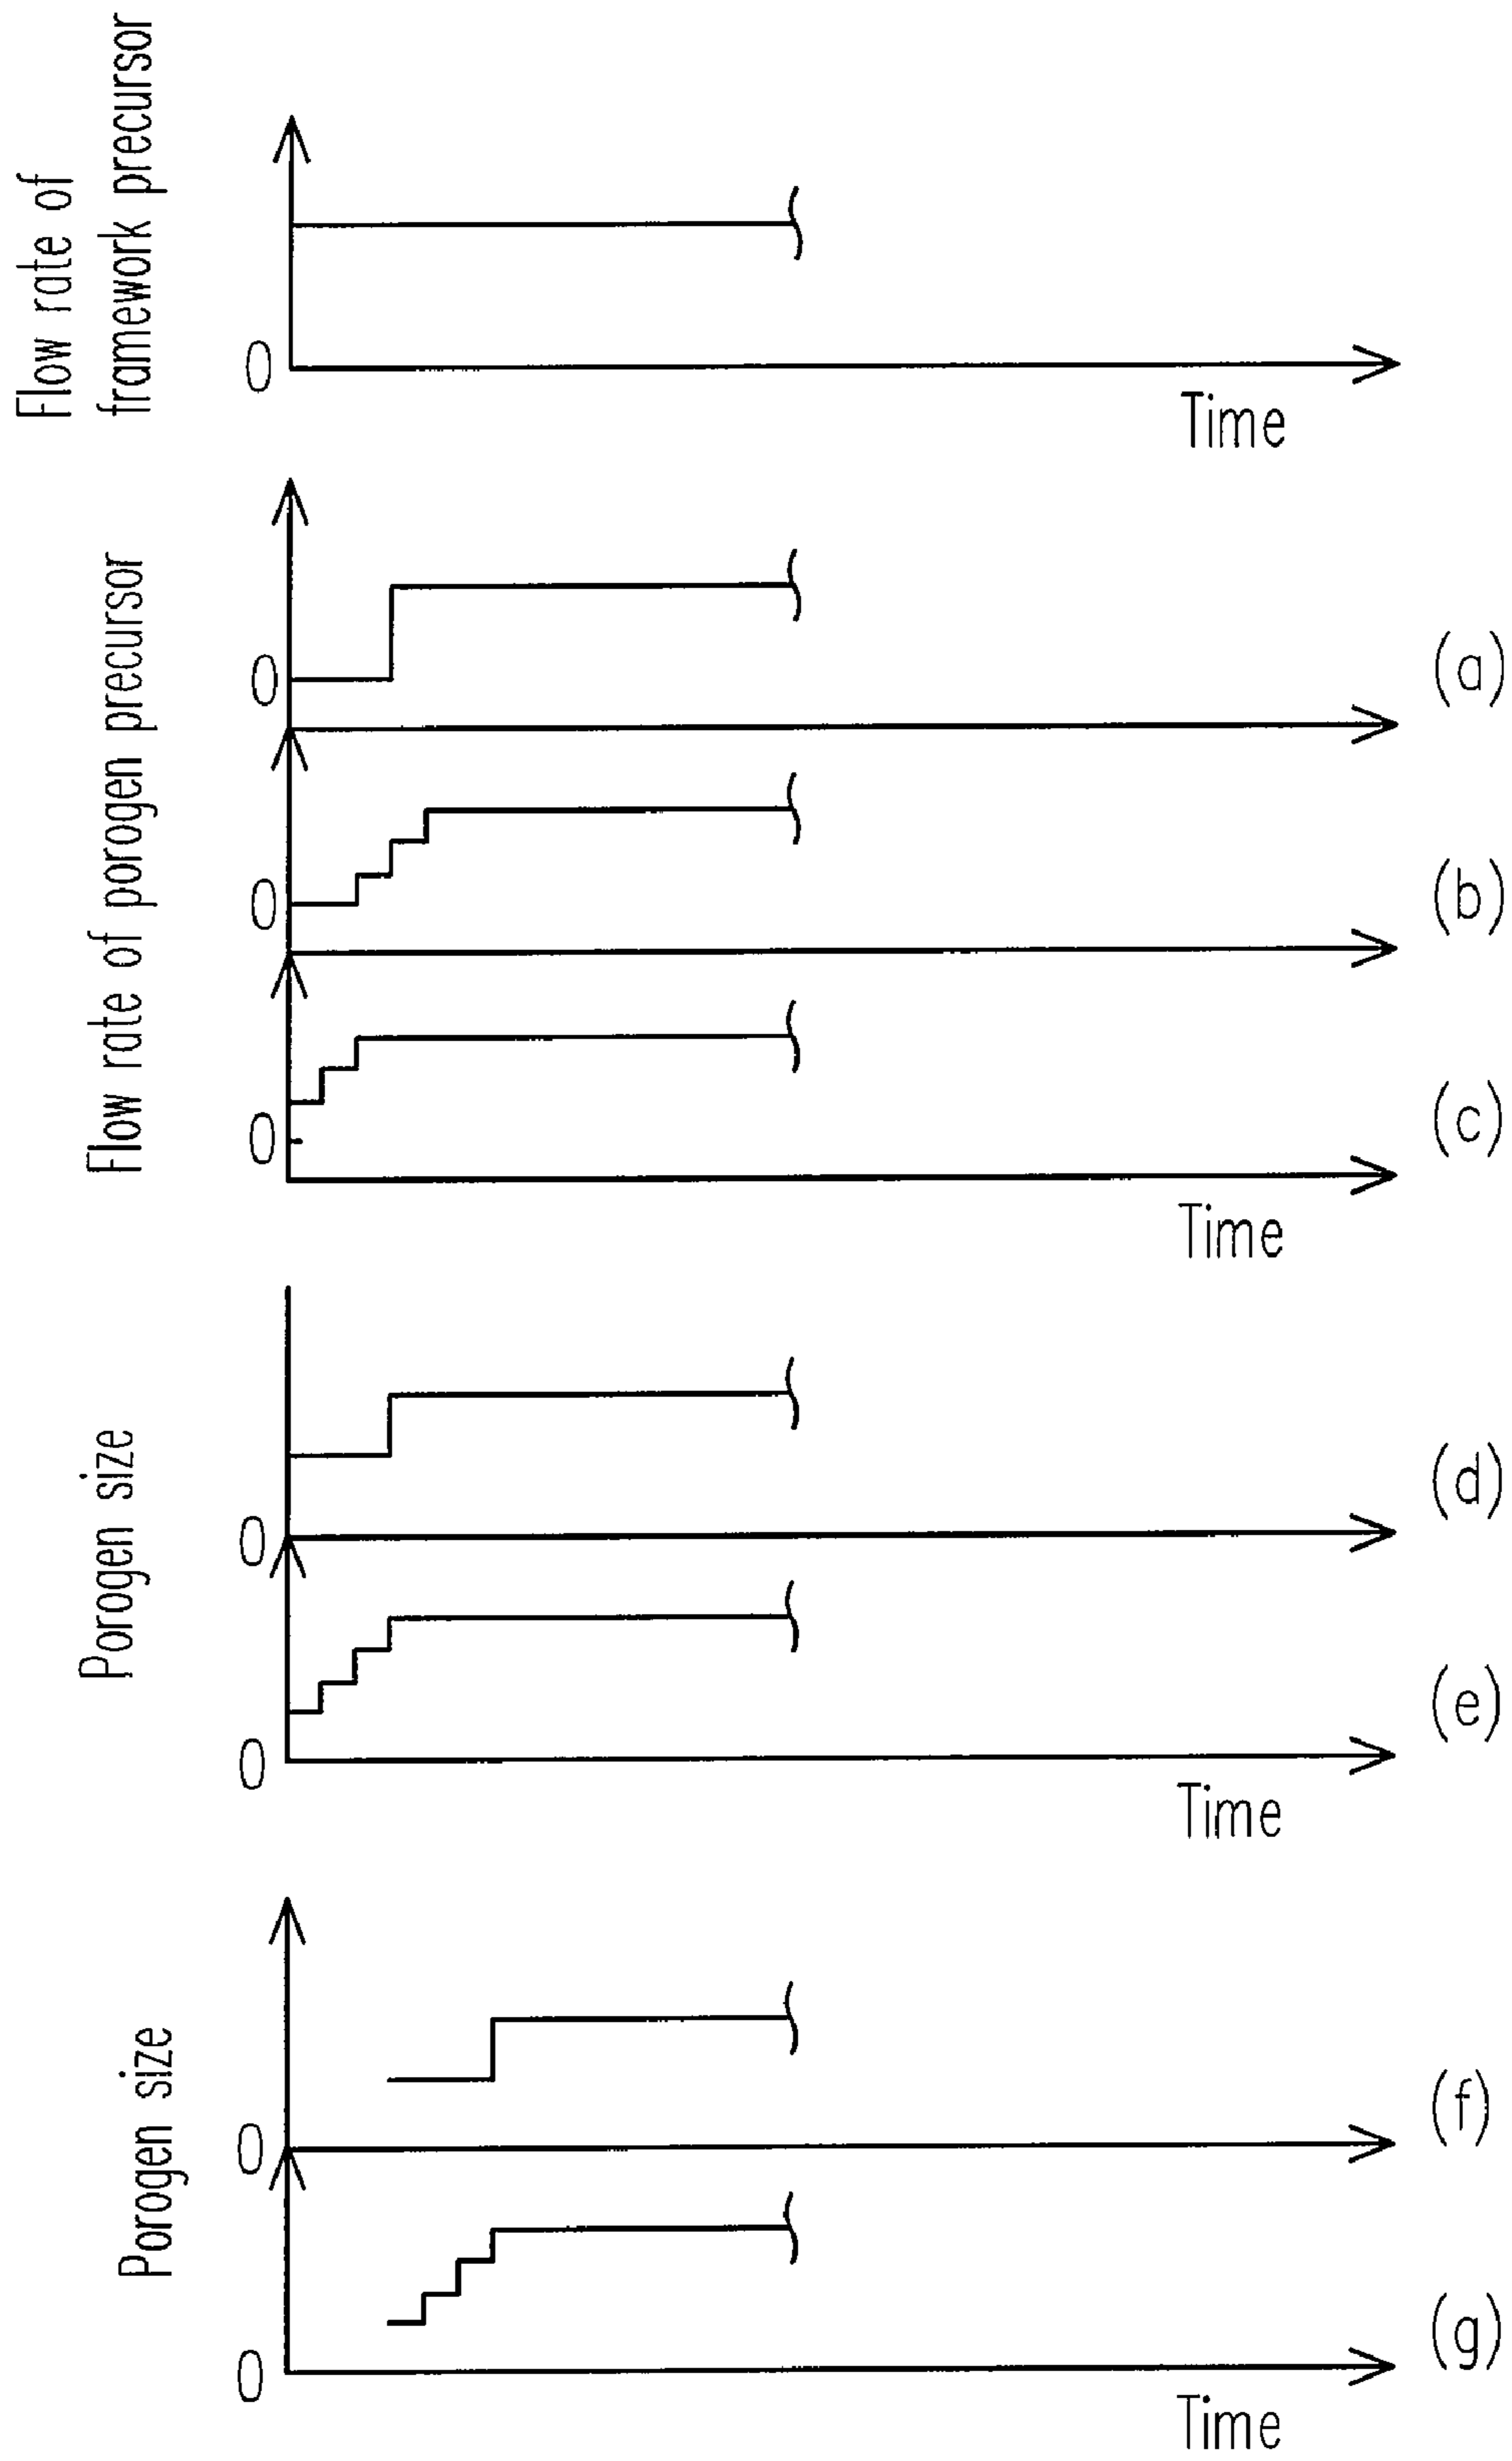 Flow rate of
framework precursor
0
Time
Flow rate of porogen precursor
0
(a)
0
(b)
0
(c)
Time
Porogen size
0
(d)
0
(e)
Time
Porogen size
0
(f)
0
(g)
Time